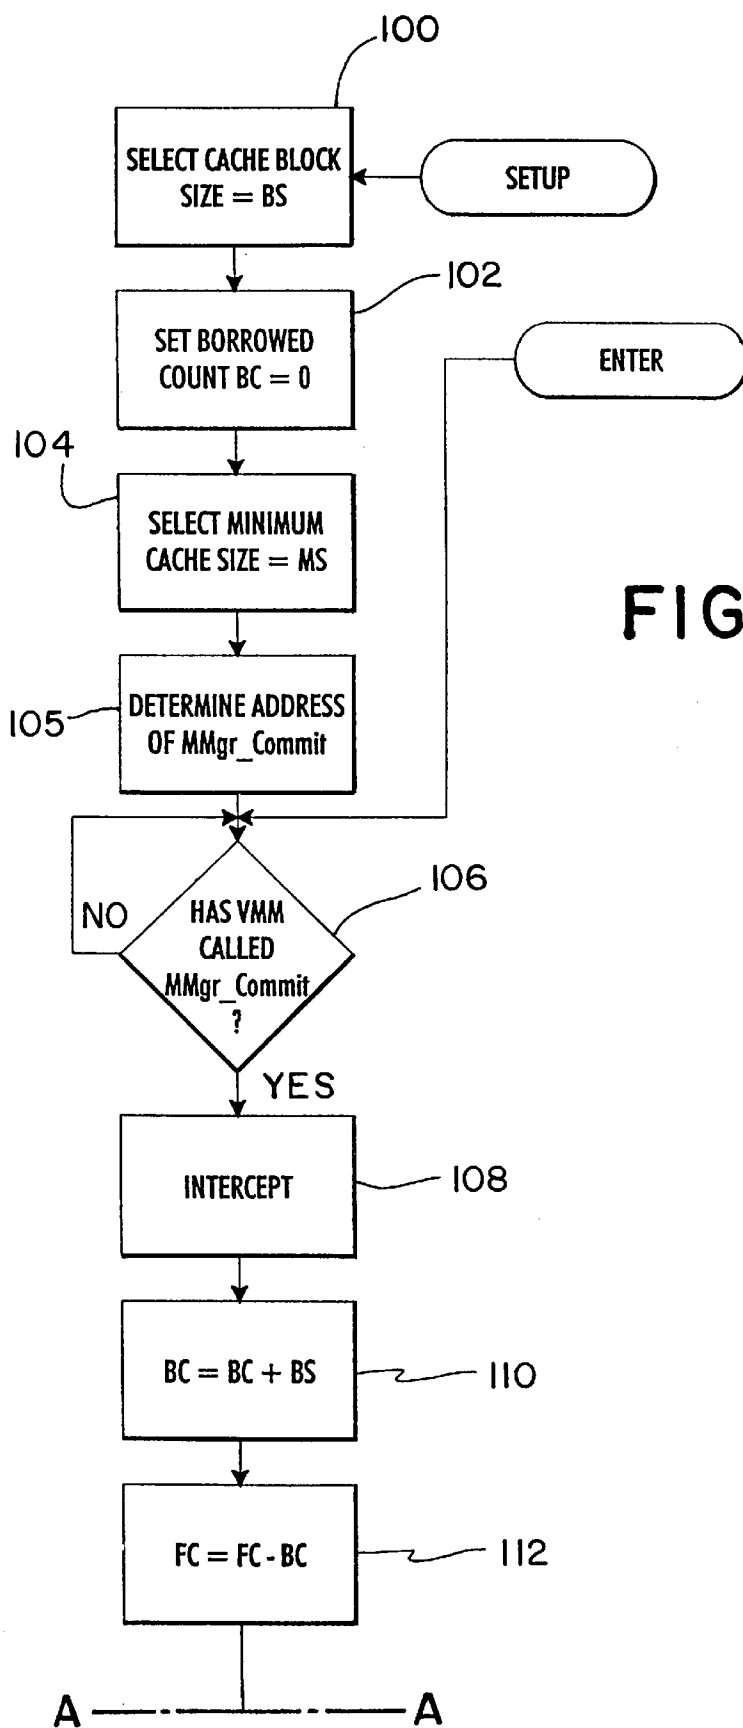 100
SELECT CACHE BLOCK
SIZE = BS
SETUP
102
SET BORROWED
COUNT BC = 0
ENTER
104
SELECT MINIMUM
CACHE SIZE = MS
FIG
105
DETERMINE ADDRESS
OF MMgr_Commit
106
NO
HAS VMM
CALLED
MMgr_Commit
?
YES
INTERCEPT
108
BC = BC + BS
110
FC = FC - BC
112
A
A